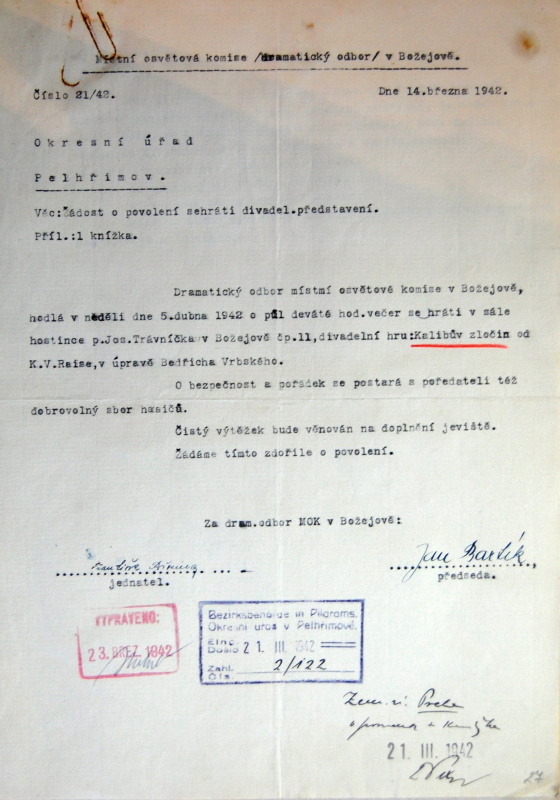 Místní osvětová komise /dramatický odbor/ v Božejově.
Číslo 21/42. Dne 14.března 1942.
Okresní úřad
Pelhřimov.
Věc:Žádost o povolení sehráti divadel.představení.
Příl.:1 knížka.
Dramatický odbor místní osvětové komise v Božejově,
hodlá v neděli dne 5.dubna 1942 o půl deváté hod.večer se hráti v sále
hostince p.Jos.Trávníčka v Božejově čp.11,divadelní hru:Kalibův zločin od
K.V.Raise,v úpravě Bedřicha Vrbského.
O bezpečnost a pořádek se postará s pořadateli též
dobrovolný sbor hasičů.
Čistý výtěžek bude věnován na doplnění jeviště.
Žádáme tímto zdořile o povolení.
Za dram.odbor MOK v Božejově:
Jan Bartík
jednatel. předseda.
VYPRAVENO:
23. BŘEZ. 1942
Bezirksbehörde in Pilgrams.
Okresní úřad v Pelhřimově.
Eing.
Došlo 21. III. 1942
Zahl.
Čís. 2/122
21. III. 1942
27